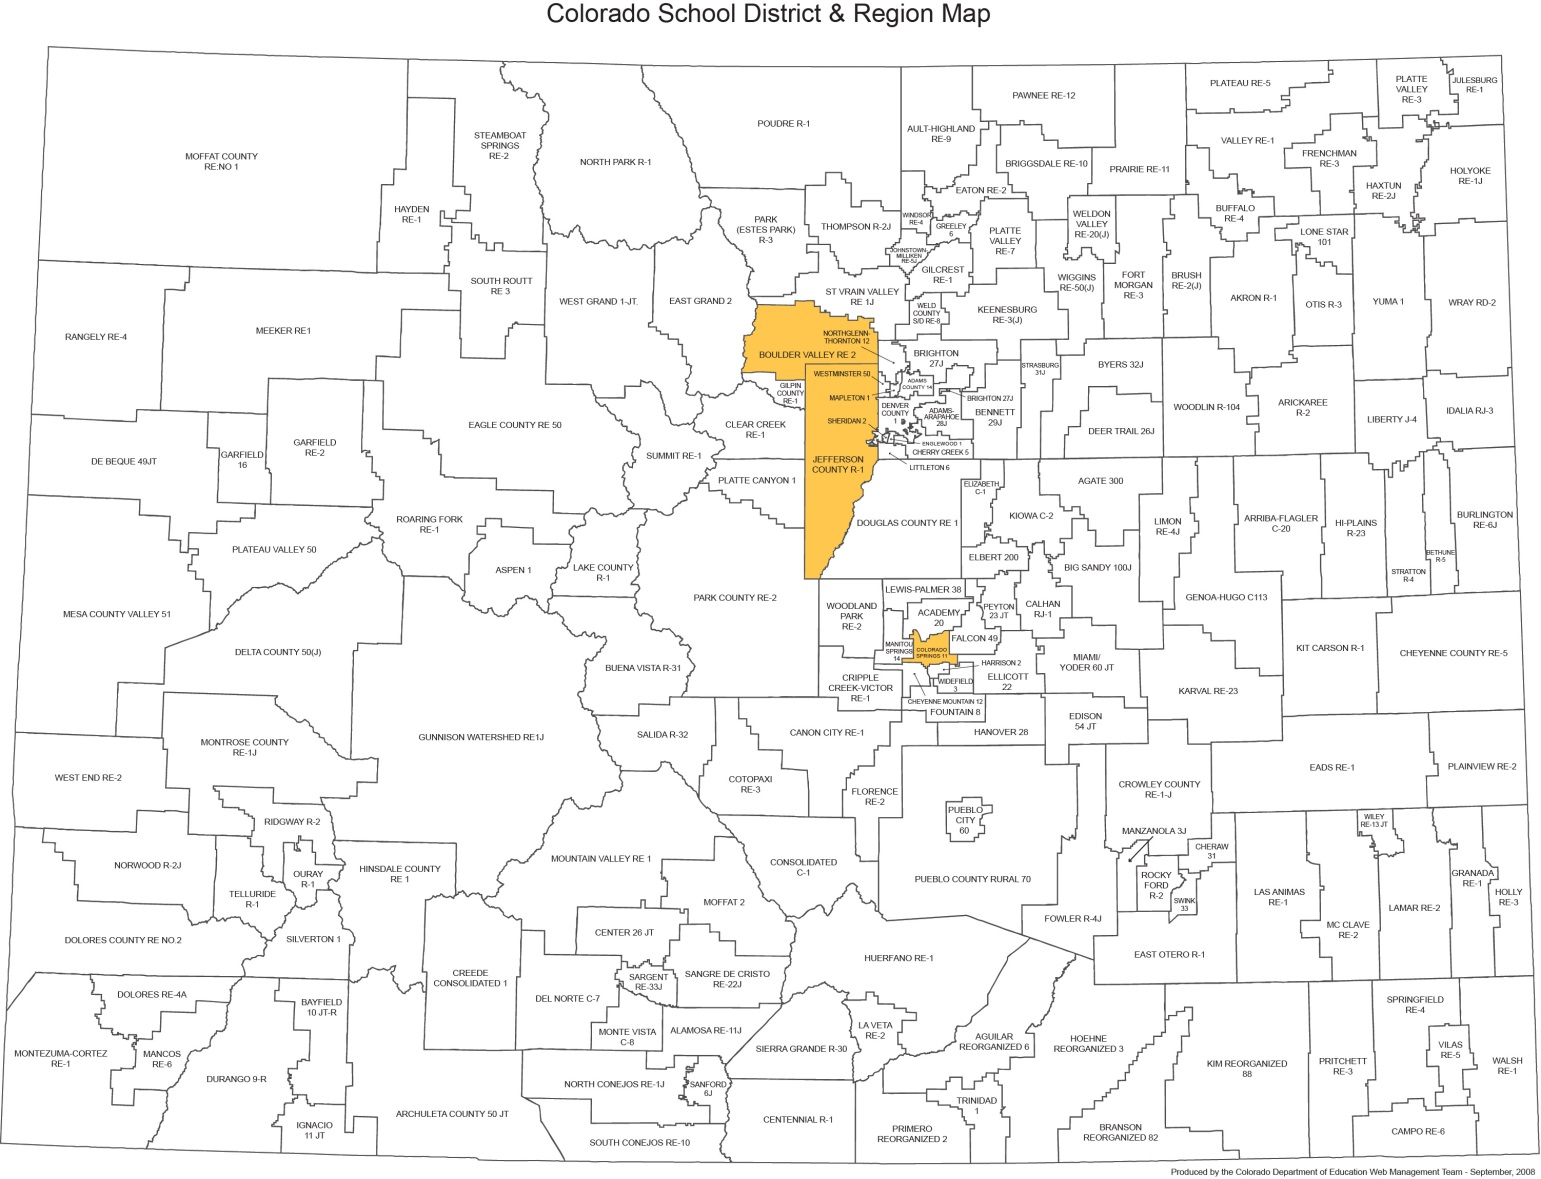 Colorado School District & Region Map
MOFFAT COUNTY
RE:NO 1
HAYDEN
RE-1
STEAMBOAT
SPRINGS
RE-2
NORTH PARK R-1
POUDRE R-1
AULT-HIGHLAND
RE-9
PAWNEE RE-12
BRIGGSDALE RE-10
PRAIRIE RE-11
PLATEAU RE-5
VALLEY RE-1
FRENCHMAN
RE-3
PLATTE
VALLEY
RE-3
JULESBURG
RE-1
HAXTUN
RE-2J
HOLYOKE
RE-1J
BUFFALO
RE-4
LONE STAR
101
EATON RE-2
WINDSOR
RE-4
GREELEY
6
PLATTE
VALLEY
RE-7
WELDON
VALLEY
RE-20(J)
PARK
(ESTES PARK)
R-3
THOMPSON R-2J
JOHNSTOWN-
MILLIKEN
RE-5J
GILCREST
RE-1
SOUTH ROUTT
RE 3
WEST GRAND 1-JT.
EAST GRAND 2
ST VRAIN VALLEY
RE 1J
WELD
COUNTY
S/D RE-8
KEENESBURG
RE-3(J)
WIGGINS
RE-50(J)
FORT
MORGAN
RE-3
BRUSH
RE-2(J)
AKRON R-1
OTIS R-3
YUMA 1
WRAY RD-2
RANGELY RE-4
MEEKER RE1
NORTHGLENN-
THORNTON 12
BOULDER VALLEY RE 2
BRIGHTON
27J
STRASBURG
31J
BYERS 32J
WESTMINSTER 50
ADAMS
COUNTY 14
MAPLETON 1
BRIGHTON 27J
GILPIN
COUNTY
RE-1
DENVER
COUNTY
1
ADAMS-
ARAPAHOE
28J
BENNETT
29J
DEER TRAIL 26J
WOODLIN R-104
ARICKAREE
R-2
LIBERTY J-4
IDALIA RJ-3
SHERIDAN 2
ENGLEWOOD 1
CHERRY CREEK 5
LITTLETON 6
CLEAR CREEK
RE-1
JEFFERSON
COUNTY R-1
EAGLE COUNTY RE 50
SUMMIT RE-1
PLATTE CANYON 1
DE BEQUE 49JT
GARFIELD
16
GARFIELD
RE-2
ROARING FORK
RE-1
ASPEN 1
LAKE COUNTY
R-1
PLATEAU VALLEY 50
MESA COUNTY VALLEY 51
DELTA COUNTY 50(J)
DOUGLAS COUNTY RE 1
ELIZABETH
C-1
KIOWA C-2
AGATE 300
ELBERT 200
BIG SANDY 100J
LIMON
RE-4J
ARRIBA-FLAGLER
C-20
HI-PLAINS
R-23
STRATTON
R-4
BETHUNE
R-5
BURLINGTON
RE-6J
GENOA-HUGO C113
KIT CARSON R-1
CHEYENNE COUNTY RE-5
PARK COUNTY RE-2
BUENA VISTA R-31
WOODLAND
PARK
RE-2
LEWIS-PALMER 38
ACADEMY
20
PEYTON
23 JT
CALHAN
RJ-1
FALCON 49
MANITOU
SPRINGS
14
COLORADO
SPRINGS 11
HARRISON 2
WIDEFIELD
3
ELLICOTT
22
MIAMI/
YODER 60 JT
KARVAL RE-23
CRIPPLE
CREEK-VICTOR
RE-1
CHEYENNE MOUNTAIN 12
FOUNTAIN 8
HANOVER 28
EDISON
54 JT
GUNNISON WATERSHED RE1J
MONTROSE COUNTY
RE-1J
WEST END RE-2
SALIDA R-32
COTOPAXI
RE-3
CANON CITY RE-1
FLORENCE
RE-2
PUEBLO
CITY
60
PUEBLO COUNTY RURAL 70
CROWLEY COUNTY
RE-1-J
EADS RE-1
PLAINVIEW RE-2
RIDGWAY R-2
NORWOOD R-2J
TELLURIDE
R-1
OURAY
R-1
HINSDALE COUNTY
RE 1
MOUNTAIN VALLEY RE 1
MOFFAT 2
CONSOLIDATED
C-1
MANZANOLA 3J
ROCKY
FORD
R-2
CHERAW
31
SWINK
33
FOWLER R-4J
EAST OTERO R-1
LAS ANIMAS
RE-1
WILEY
RE-13 JT
MC CLAVE
RE-2
LAMAR RE-2
GRANADA
RE-1
HOLLY
RE-3
DOLORES COUNTY RE NO.2
SILVERTON 1
CREEDE
CONSOLIDATED 1
CENTER 26 JT
SARGENT
RE-33J
SANGRE DE CRISTO
RE-22J
DEL NORTE C-7
MONTE VISTA
C-8
ALAMOSA RE-11J
HUERFANO RE-1
LA VETA
RE-2
SIERRA GRANDE R-30
AGUILAR
REORGANIZED 6
HOEHNE
REORGANIZED 3
KIM REORGANIZED
88
PRITCHETT
RE-3
SPRINGFIELD
RE-4
VILAS
RE-5
WALSH
RE-1
CAMPO RE-6
DOLORES RE-4A
MONTEZUMA-CORTEZ
RE-1
MANCOS
RE-6
DURANGO 9-R
BAYFIELD
10 JT-R
IGNACIO
11 JT
ARCHULETA COUNTY 50 JT
NORTH CONEJOS RE-1J
SANFORD
6J
SOUTH CONEJOS RE-10
CENTENNIAL R-1
PRIMERO
REORGANIZED 2
TRINIDAD
1
BRANSON
REORGANIZED 82
Produced by the Colorado Department of Education Web Management Team - September, 2008